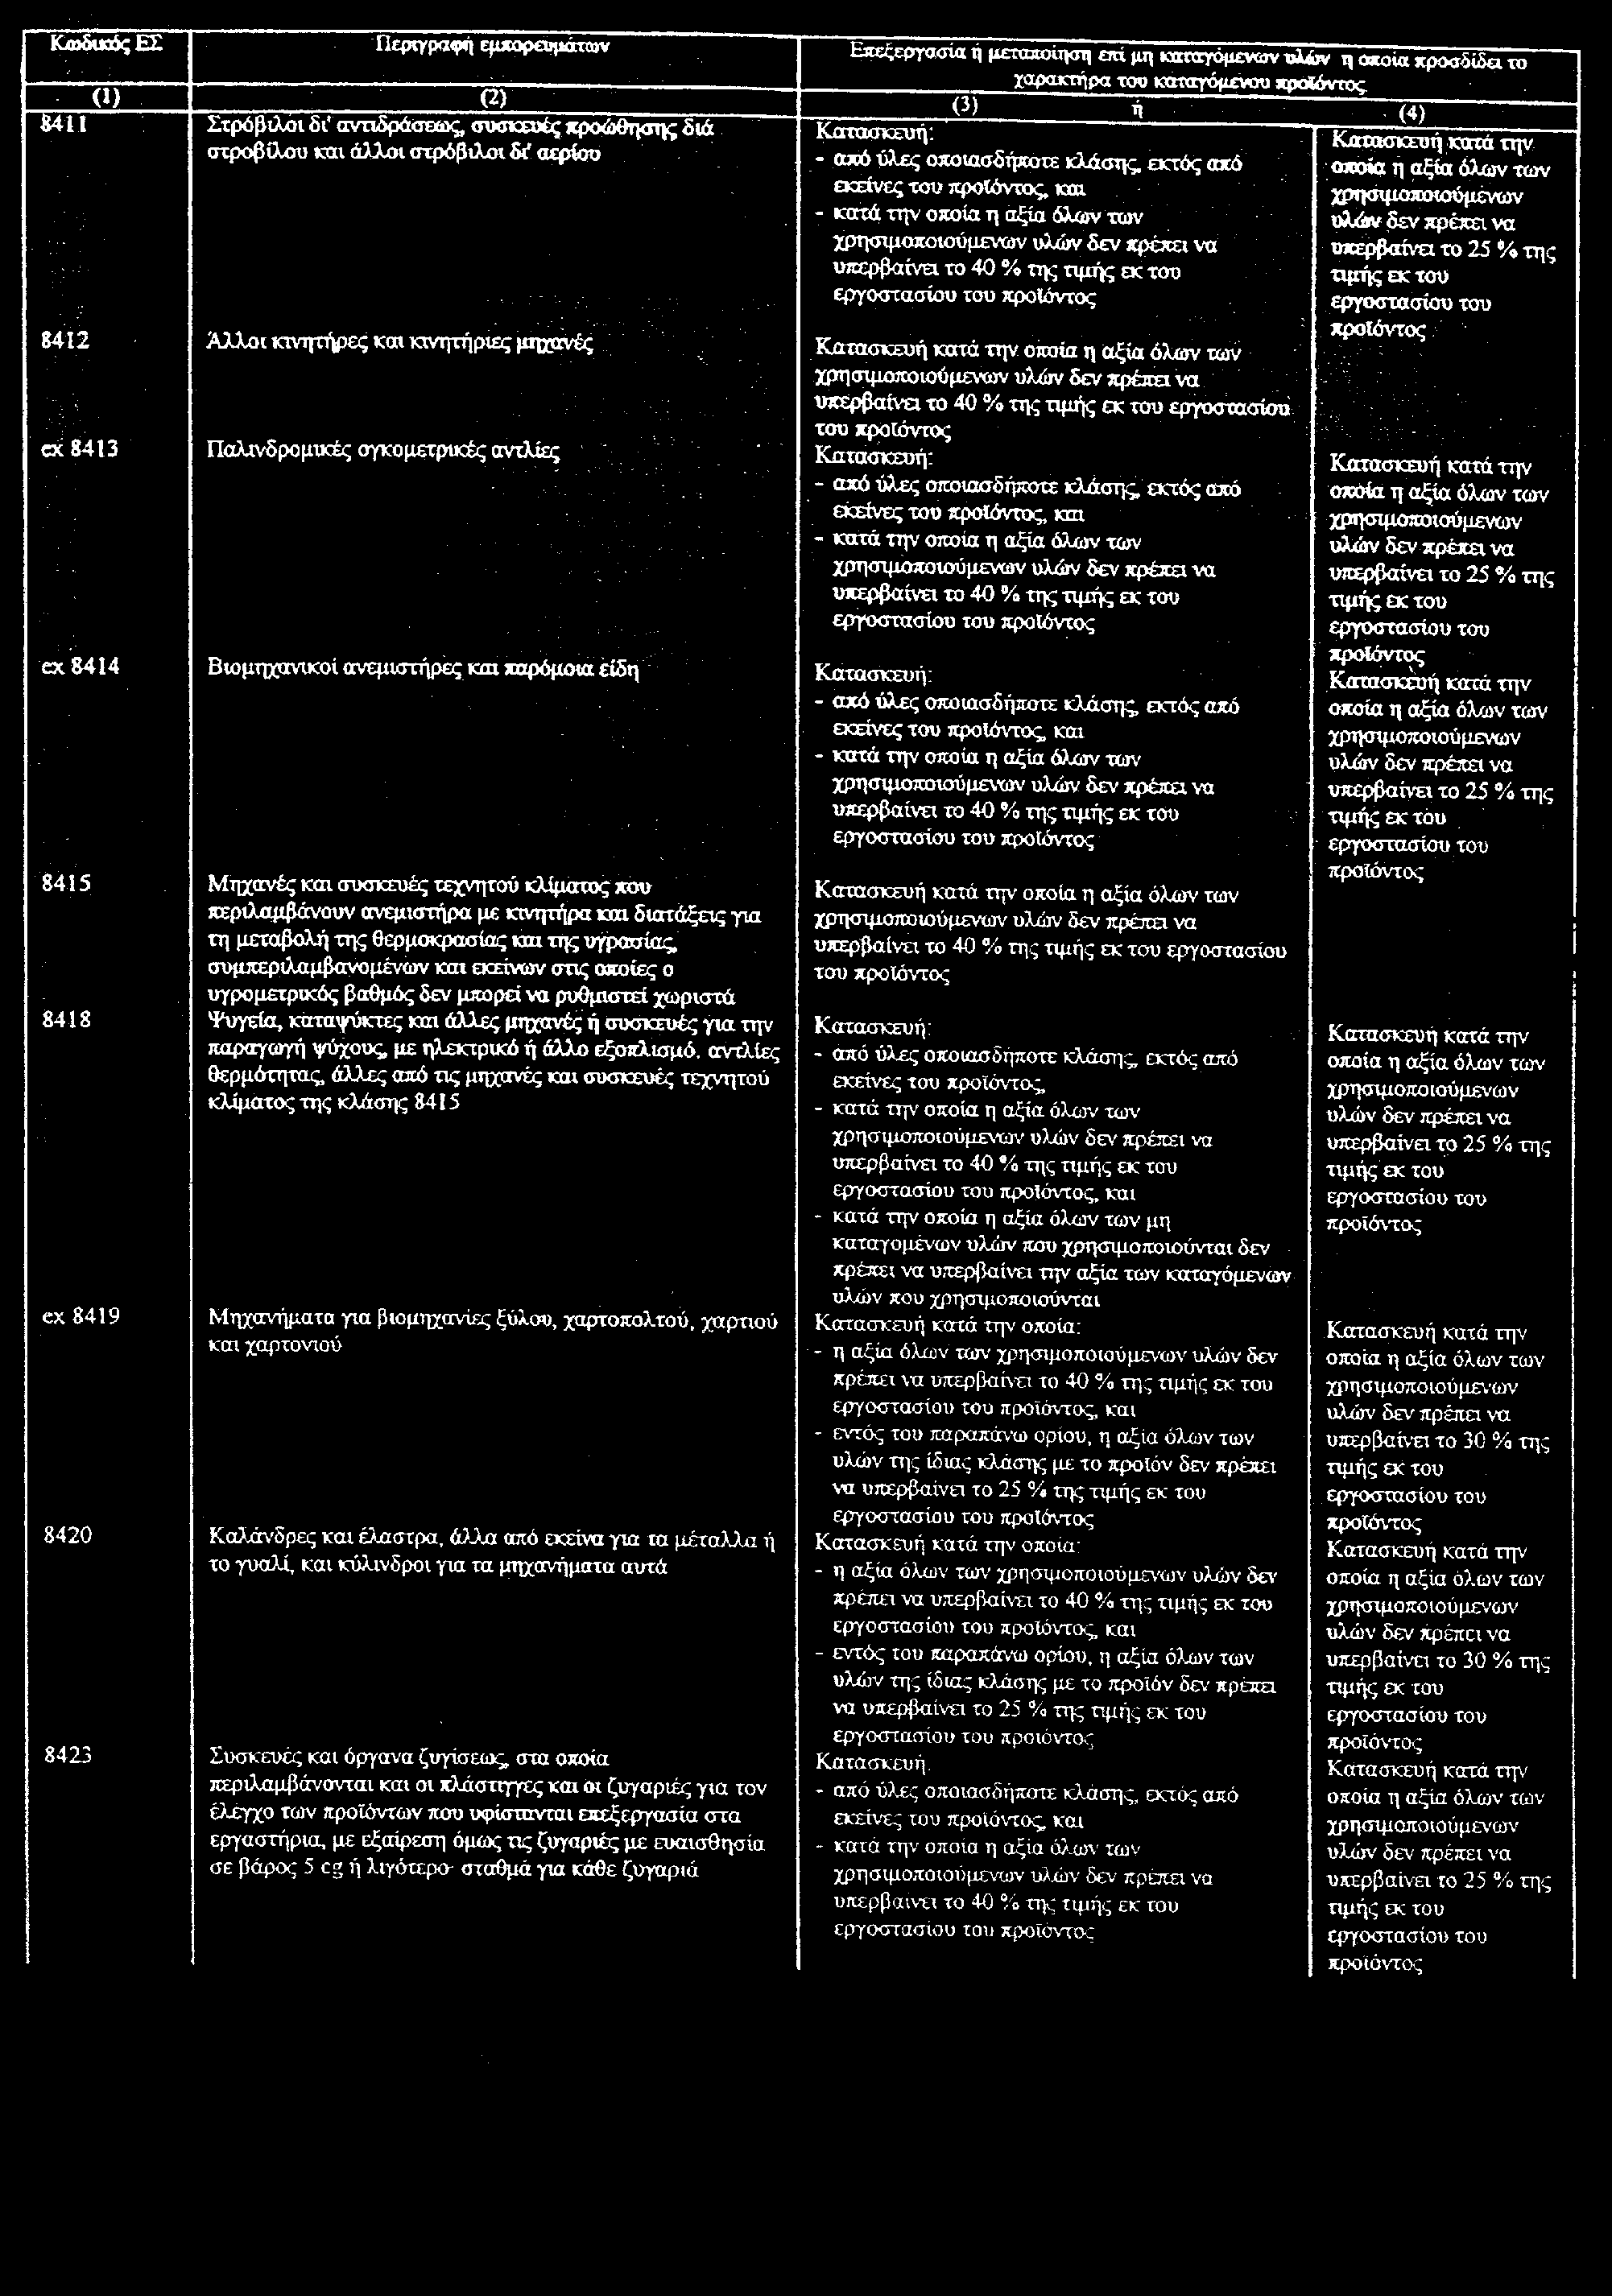 Κωδικός ΕΣ
Περιγραφή εμπορευμάτων
Επεξεργασία ή μεταποίηση επί μη καταγόμενων υλών η οποία προσδίδει το
χαρακτήρα του καταγόμενου προϊόντος
(1)
(2)
(3) ή
(4)
8411
Στρόβιλοι δι' αντιδράσεως, συσκευές προώθησης διά
στροβίλου και άλλοι στρόβιλοι δι' αερίου
Κατασκευή:
- από ύλες οποιασδήποτε κλάσης, εκτός από
εκείνες του προϊόντος, και
- κατά την οποία η αξία όλων των
χρησιμοποιούμενων υλών δεν πρέπει να
υπερβαίνει το 40 % της τιμής εκ του
εργοστασίου του προϊόντος
Κατασκευή κατά την
οποία η αξία όλων των
χρησιμοποιούμενων
υλών δεν πρέπει να
υπερβαίνει το 25 % της
τιμής εκ του
εργοστασίου του
προϊόντος
8412
Άλλοι κινητήρες και κινητήριες μηχανές
Κατασκευή κατά την οποία η αξία όλων των
χρησιμοποιούμενων υλών δεν πρέπει να
υπερβαίνει το 40 % της τιμής εκ του εργοστασίου
του προϊόντος
ex 8413
Παλινδρομικές ογκομετρικές αντλίες
Κατασκευή:
- από ύλες οποιασδήποτε κλάσης, εκτός από
εκείνες του προϊόντος, και
- κατά την οποία η αξία όλων των
χρησιμοποιούμενων υλών δεν πρέπει να
υπερβαίνει το 40 % της τιμής εκ του
εργοστασίου του προϊόντος
Κατασκευή κατά την
οποία η αξία όλων των
χρησιμοποιούμενων
υλών δεν πρέπει να
υπερβαίνει το 25 % της
τιμής εκ του
εργοστασίου του
προϊόντος
ex 8414
Βιομηχανικοί ανεμιστήρες και παρόμοια είδη
Κατασκευή:
- από ύλες οποιασδήποτε κλάσης, εκτός από
εκείνες του προϊόντος, και
- κατά την οποία η αξία όλων των
χρησιμοποιούμενων υλών δεν πρέπει να
υπερβαίνει το 40 % της τιμής εκ του
εργοστασίου του προϊόντος
Κατασκευή κατά την
οποία η αξία όλων των
χρησιμοποιούμενων
υλών δεν πρέπει να
υπερβαίνει το 25 % της
τιμής εκ του
εργοστασίου του
προϊόντος
8415
Μηχανές και συσκευές τεχνητού κλίματος που
περιλαμβάνουν ανεμιστήρα με κινητήρα και διατάξεις για
τη μεταβολή της θερμοκρασίας και της υγρασίας,
συμπεριλαμβανομένων και εκείνων στις οποίες ο
υγρομετρικός βαθμός δεν μπορεί να ρυθμιστεί χωριστά
Κατασκευή κατά την οποία η αξία όλων των
χρησιμοποιούμενων υλών δεν πρέπει να
υπερβαίνει το 40 % της τιμής εκ του εργοστασίου
του προϊόντος
8418
Ψυγεία, καταψύκτες και άλλες μηχανές ή συσκευές για την
παραγωγή ψύχους, με ηλεκτρικό ή άλλο εξοπλισμό. αντλίες
θερμότητας, άλλες από τις μηχανές και συσκευές τεχνητού
κλίματος της κλάσης 8415
Κατασκευή:
- από ύλες οποιασδήποτε κλάσης, εκτός από
εκείνες του προϊόντος,
- κατά την οποία η αξία όλων των
χρησιμοποιούμενων υλών δεν πρέπει να
υπερβαίνει το 40 % της τιμής εκ του
εργοστασίου του προϊόντος, και
- κατά την οποία η αξία όλων των μη
καταγομένων υλών που χρησιμοποιούνται δεν
πρέπει να υπερβαίνει την αξία των καταγόμενων
υλών που χρησιμοποιούνται
Κατασκευή κατά την
οποία η αξία όλων των
χρησιμοποιούμενων
υλών δεν πρέπει να
υπερβαίνει το 25 % της
τιμής εκ του
εργοστασίου του
προϊόντος
ex 8419
Μηχανήματα για βιομηχανίες ξύλου, χαρτοπολτού, χαρτιού
και χαρτονιού
Κατασκευή κατά την οποία:
- η αξία όλων των χρησιμοποιούμενων υλών δεν
πρέπει να υπερβαίνει το 40 % της τιμής εκ του
εργοστασίου του προϊόντος, και
- εντός του παραπάνω ορίου, η αξία όλων των
υλών της ίδιας κλάσης με το προϊόν δεν πρέπει
να υπερβαίνει το 25 % της τιμής εκ του
εργοστασίου του προϊόντος
Κατασκευή κατά την
οποία η αξία όλων των
χρησιμοποιούμενων
υλών δεν πρέπει να
υπερβαίνει το 30 % της
τιμής εκ του
εργοστασίου του
προϊόντος
8420
Καλάνδρες και έλαστρα, άλλα από εκείνα για τα μέταλλα ή
το γυαλί, και κύλινδροι για τα μηχανήματα αυτά
Κατασκευή κατά την οποία:
- η αξία όλων των χρησιμοποιούμενων υλών δεν
πρέπει να υπερβαίνει το 40 % της τιμής εκ του
εργοστασίου του προϊόντος, και
- εντός του παραπάνω ορίου, η αξία όλων των
υλών της ίδιας κλάσης με το προϊόν δεν πρέπει
να υπερβαίνει το 25 % της τιμής εκ του
εργοστασίου του προϊόντος
Κατασκευή κατά την
οποία η αξία όλων των
χρησιμοποιούμενων
υλών δεν πρέπει να
υπερβαίνει το 30 % της
τιμής εκ του
εργοστασίου του
προϊόντος
8423
Συσκευές και όργανα ζυγίσεως, στα οποία
περιλαμβάνονται και οι πλάστιγγες και οι ζυγαριές για τον
έλεγχο των προϊόντων που υφίστανται επεξεργασία στα
εργαστήρια, με εξαίρεση όμως τις ζυγαριές με ευαισθησία
σε βάρος 5 cg ή λιγότερο· σταθμά για κάθε ζυγαριά
Κατασκευή.
- από ύλες οποιασδήποτε κλάσης, εκτός από
εκείνες του προϊόντος, και
- κατά την οποία η αξία όλων των
χρησιμοποιούμενων υλών δεν πρέπει να
υπερβαίνει το 40 % της τιμής εκ του
εργοστασίου του προϊόντος
Κατασκευή κατά την
οποία η αξία όλων των
χρησιμοποιούμενων
υλών δεν πρέπει να
υπερβαίνει το 25 % της
τιμής εκ του
εργοστασίου του
προϊόντος